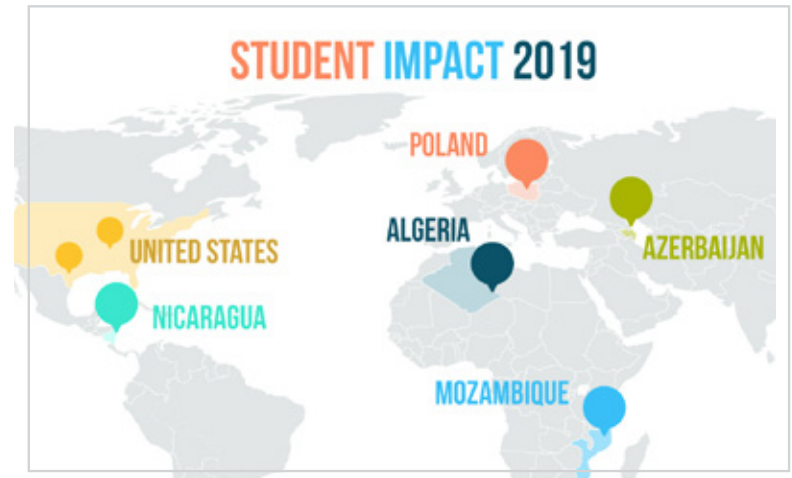 STUDENT IMPACT 2019
POLAND
ALGERIA
AZERBAIJAN
UNITED STATES
NICARAGUA
MOZAMBIQUE